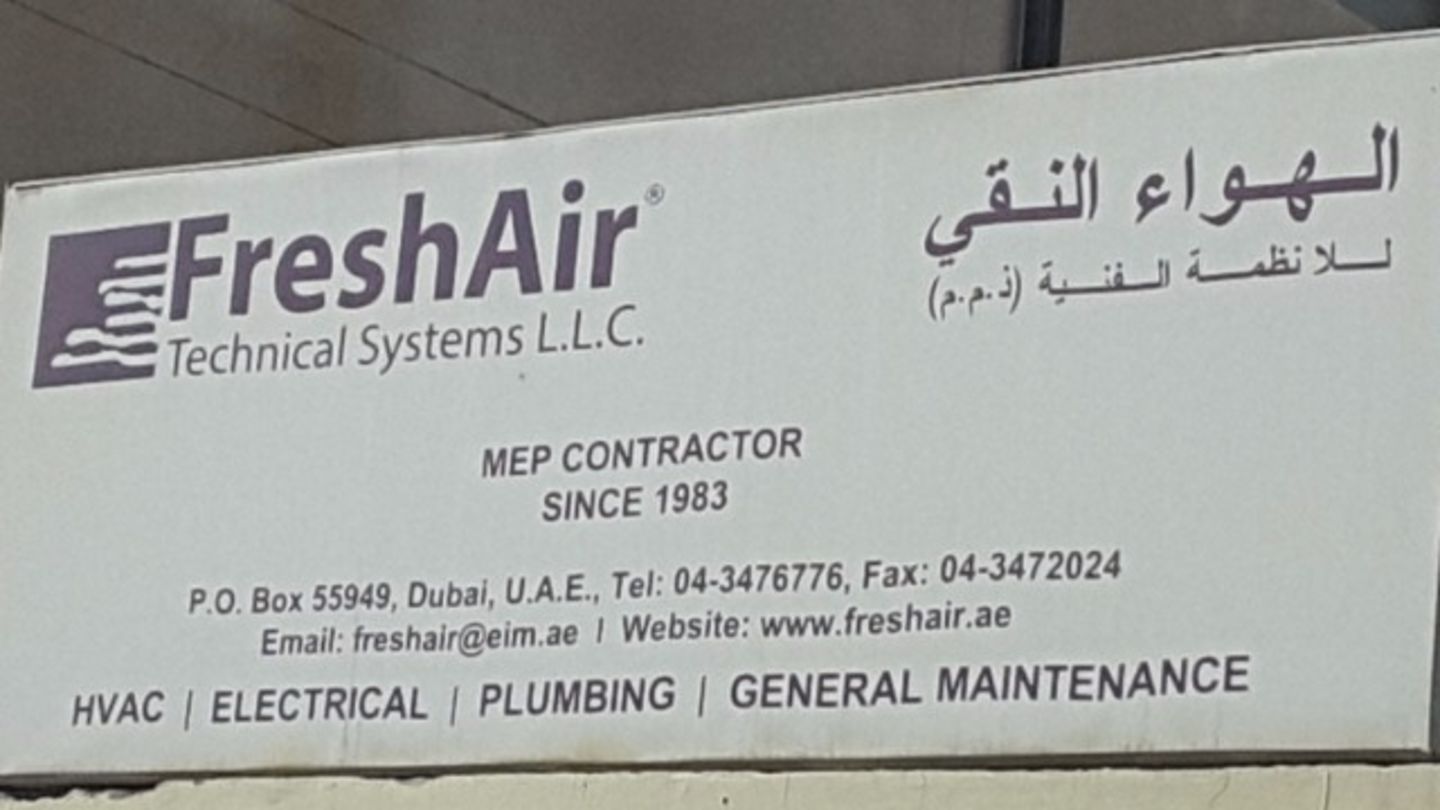 FreshAir®
Technical Systems L.L.C.
الهواء النقي
للانظمة الفنية (ذ.م.م)
MEP CONTRACTOR
SINCE 1983
P.O. Box 55949, Dubai, U.A.E., Tel: 04-3476776, Fax: 04-3472024
Email: freshair@eim.ae | Website: www.freshair.ae
HVAC | ELECTRICAL | PLUMBING | GENERAL MAINTENANCE